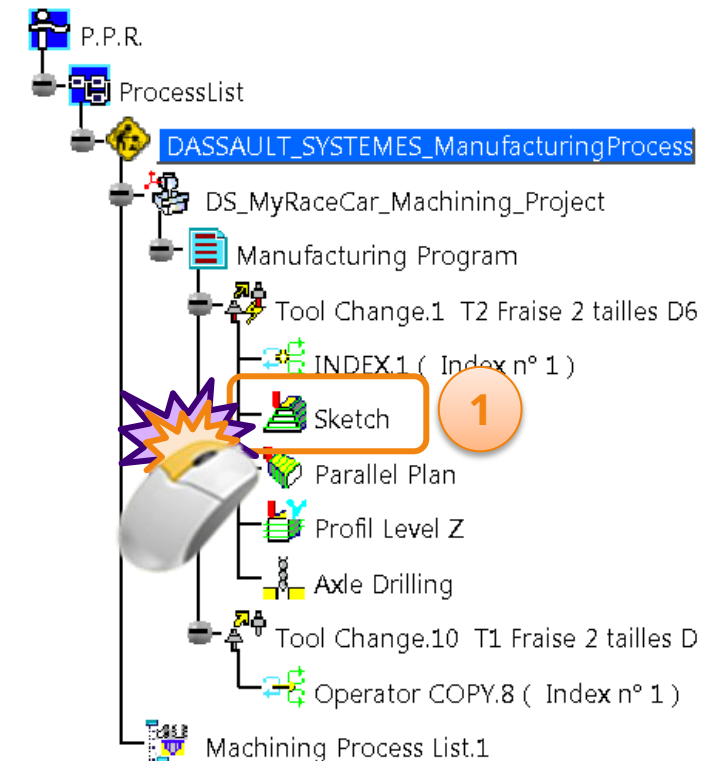 P.P.R.
ProcessList
DASSAULT_SYSTEMES_ManufacturingProcess
DS_MyRaceCar_Machining_Project
Manufacturing Program
Tool Change.1 T2 Fraise 2 tailles D6
INDEX.1 ( Index n° 1 )
Sketch
1
Parallel Plan
Profil Level Z
Axle Drilling
Tool Change.10 T1 Fraise 2 tailles D
Operator COPY.8 ( Index n° 1 )
Machining Process List.1